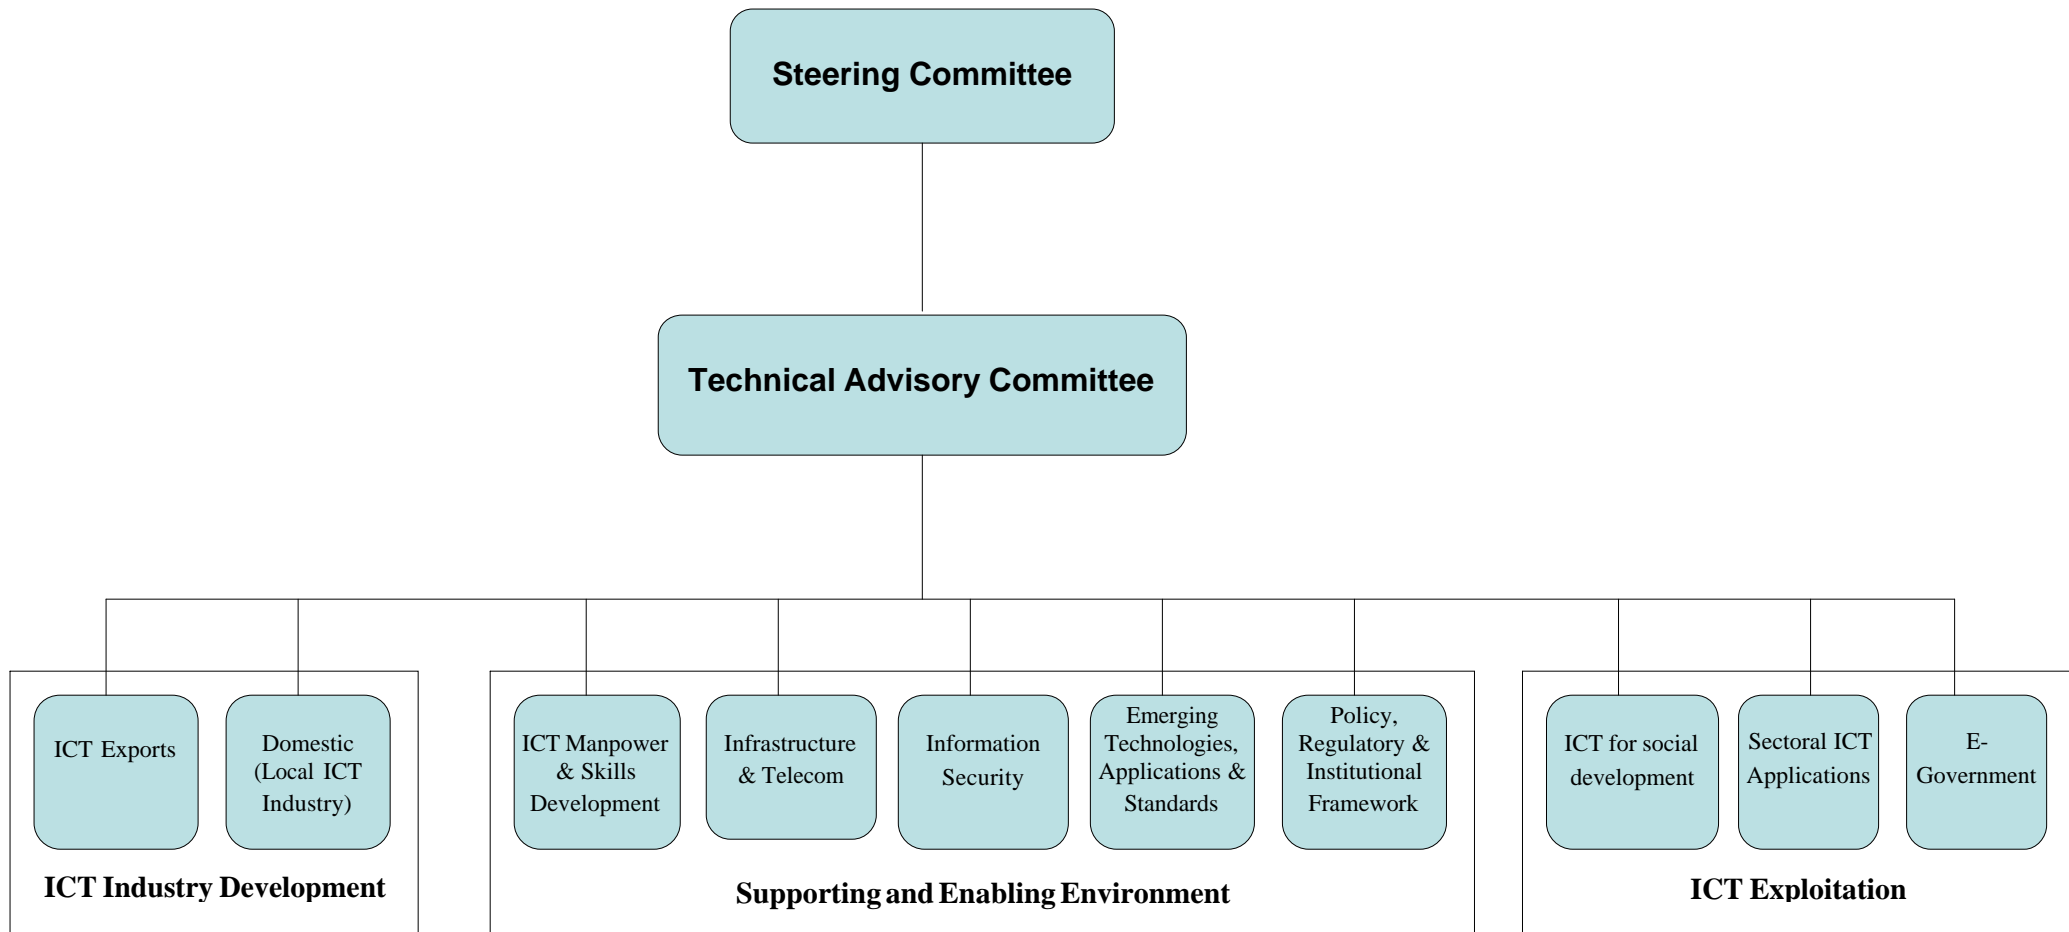 Steering Committee
Technical Advisory Committee
ICT Exports
Domestic
(Local ICT
Industry)
ICT Manpower
& Skills
Development
Infrastructure
& Telecom
Information
Security
Emerging
Technologies,
Applications &
Standards
Policy,
Regulatory &
Institutional
Framework
ICT for social
development
Sectoral ICT
Applications
E-
Government
ICT Industry Development
Supporting and Enabling Environment
ICT Exploitation